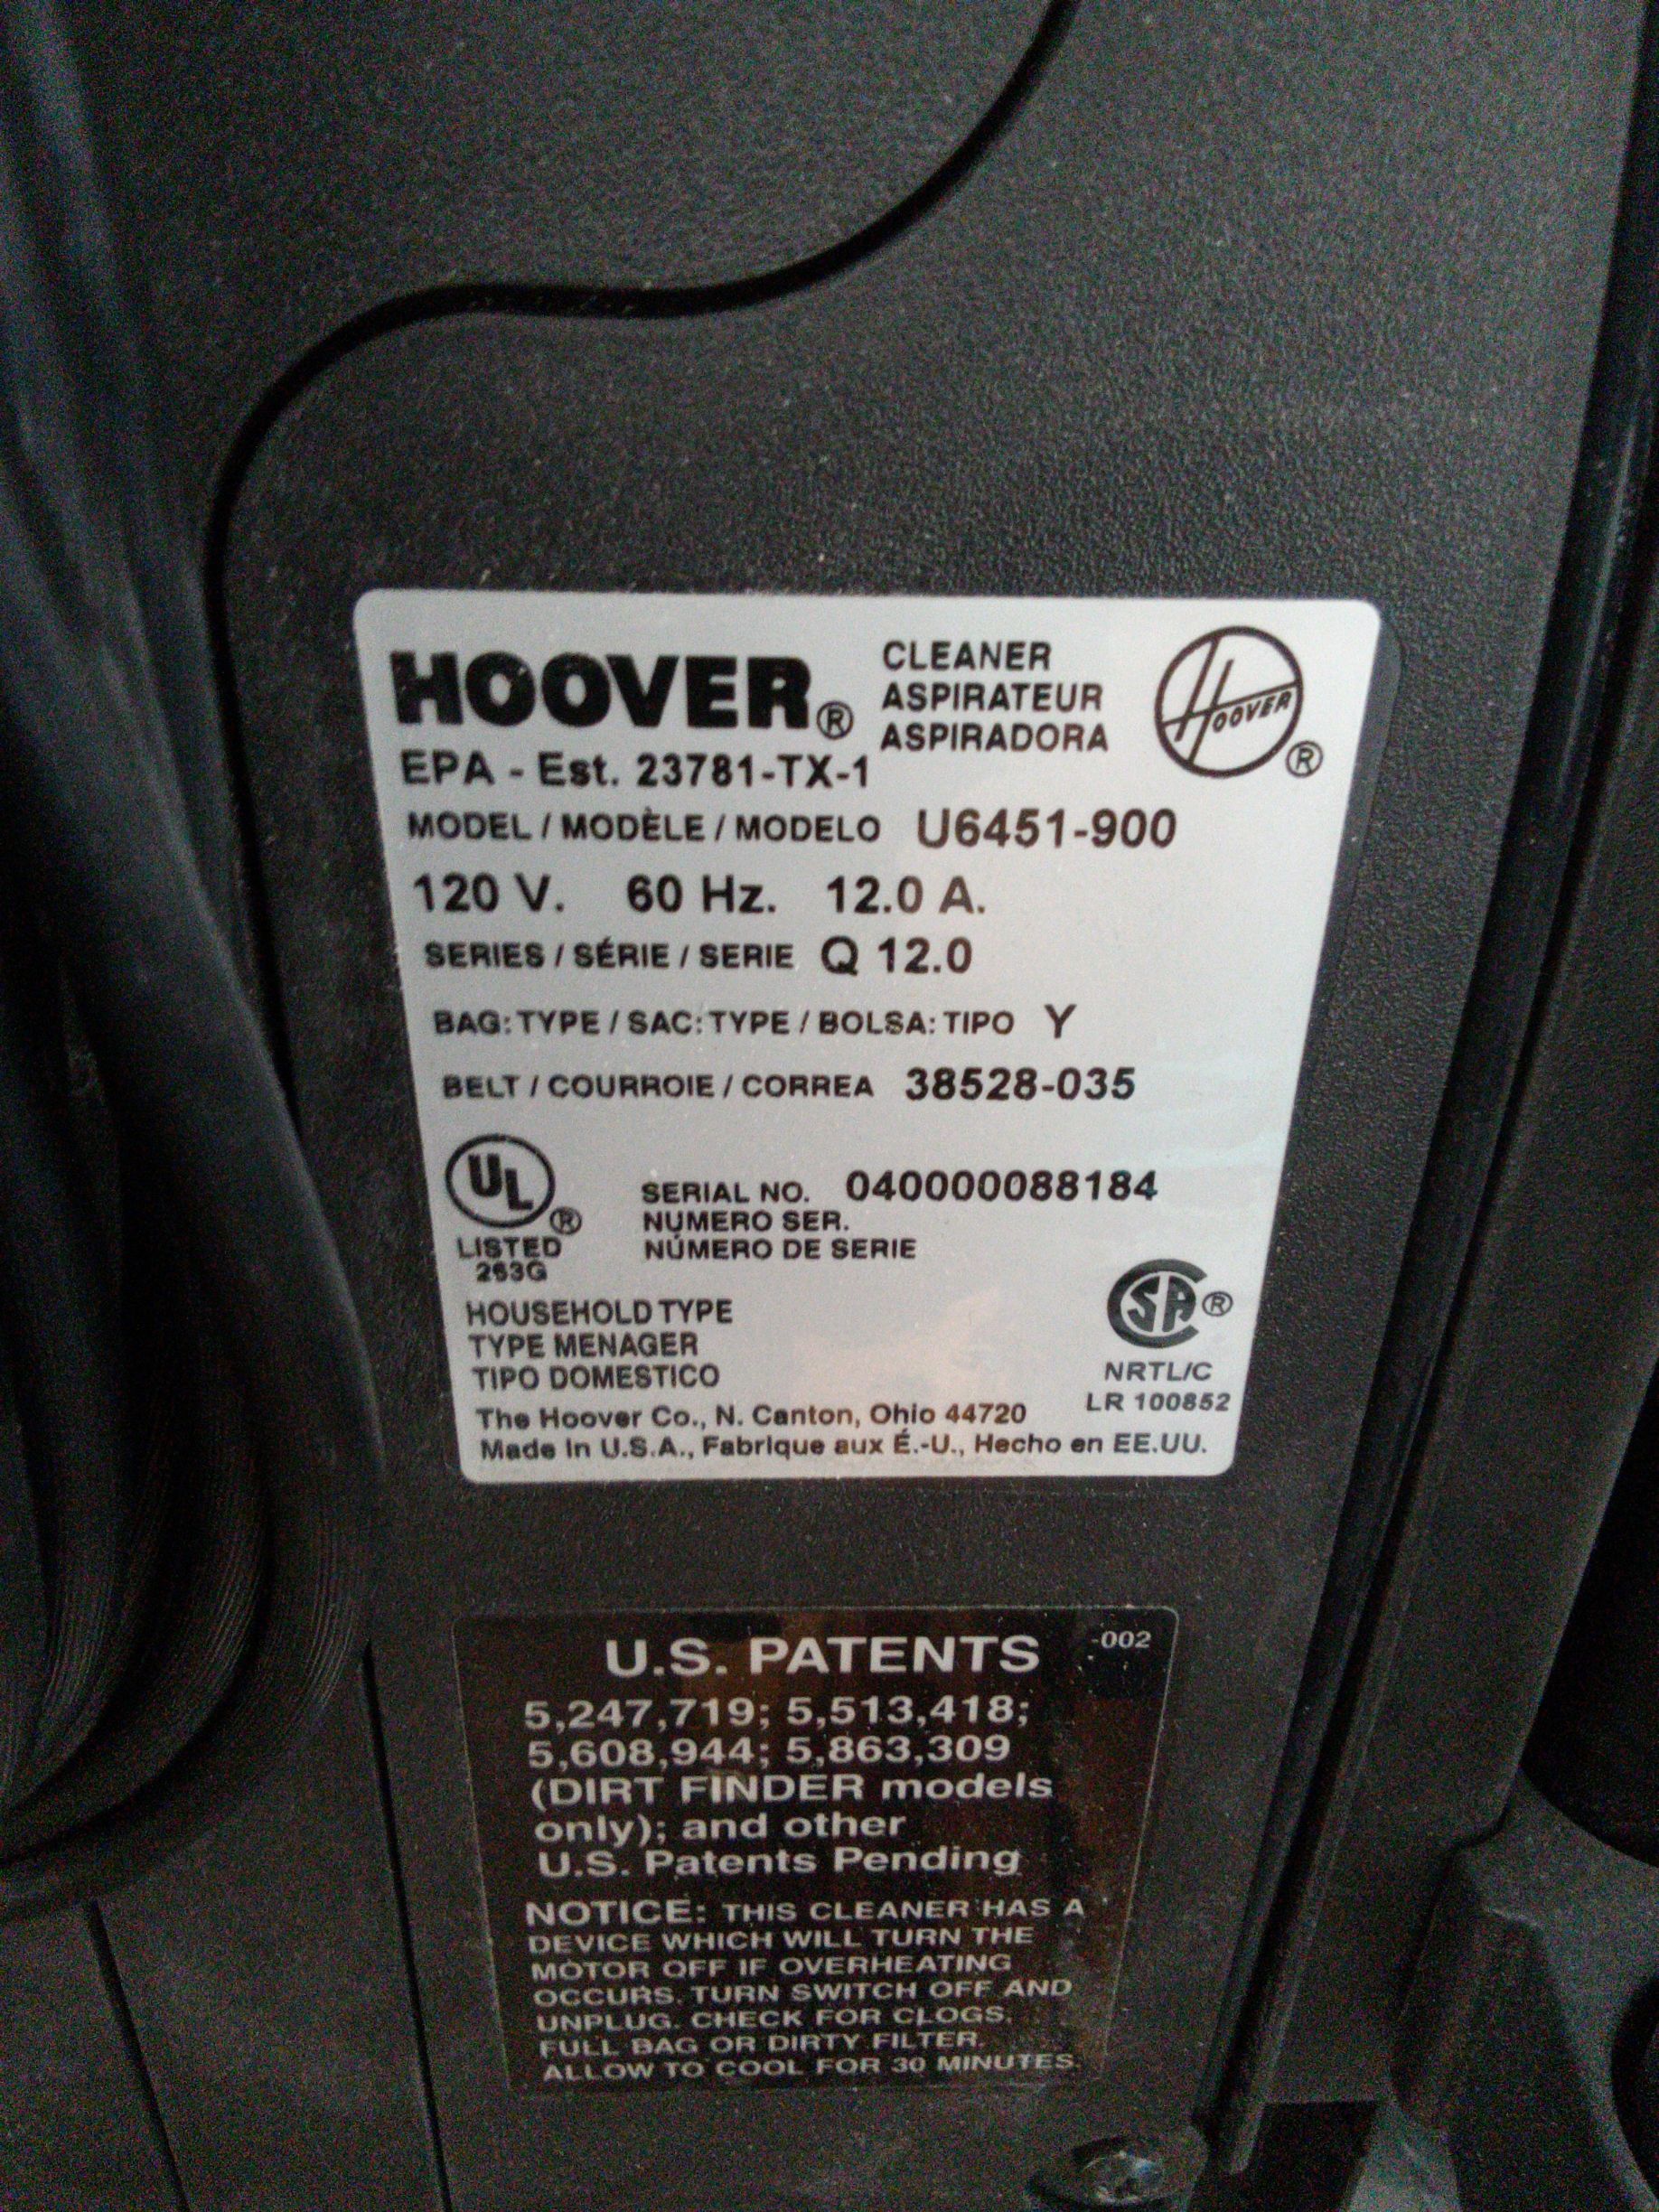 HOOVER®
CLEANER
ASPIRATEUR
ASPIRADORA
HOOVER ®
EPA - Est. 23781-TX-1
MODEL / MODÈLE / MODELO U6451-900
120 V. 60 Hz. 12.0 A.
SERIES / SÉRIE / SERIE Q 12.0
BAG: TYPE / SAC: TYPE / BOLSA: TIPO Y
BELT / COURROIE / CORREA 38528-035
UL ®
LISTED
263G
SERIAL NO. 040000088184
NUMERO SER.
NÚMERO DE SERIE
HOUSEHOLD TYPE
TYPE MENAGER
TIPO DOMESTICO
SA ®
NRTL/C
LR 100852
The Hoover Co., N. Canton, Ohio 44720
Made in U.S.A., Fabrique aux É.-U., Hecho en EE.UU.
U.S. PATENTS -002
5,247,719; 5,513,418;
5,608,944; 5,863,309
(DIRT FINDER models
only); and other
U.S. Patents Pending
NOTICE: THIS CLEANER HAS A
DEVICE WHICH WILL TURN THE
MOTOR OFF IF OVERHEATING
OCCURS. TURN SWITCH OFF AND
UNPLUG. CHECK FOR CLOGS,
FULL BAG OR DIRTY FILTER.
ALLOW TO COOL FOR 30 MINUTES.